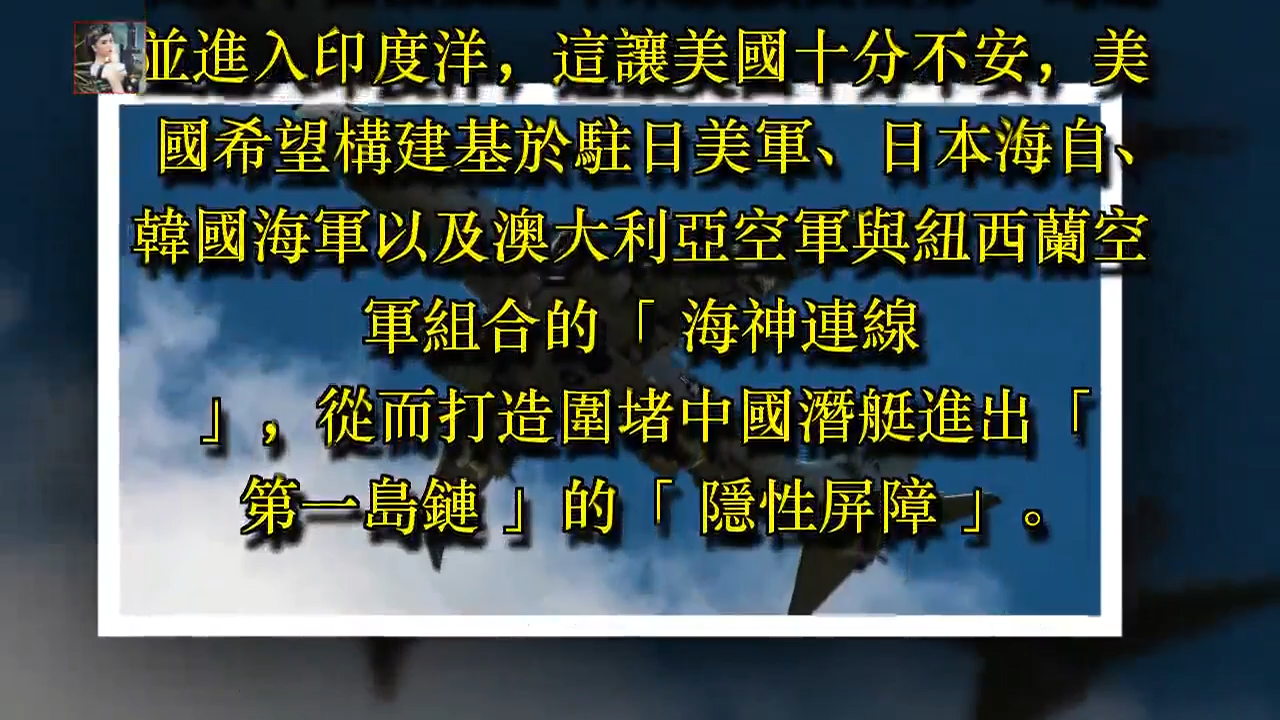 並進入印度洋，這讓美國十分不安，美
國希望構建基於駐日美軍、日本海自、
韓國海軍以及澳大利亞空軍與紐西蘭空
軍組合的「 海神連線
」，從而打造圍堵中國潛艇進出「
第一島鏈 」的「 隱性屏障 」。